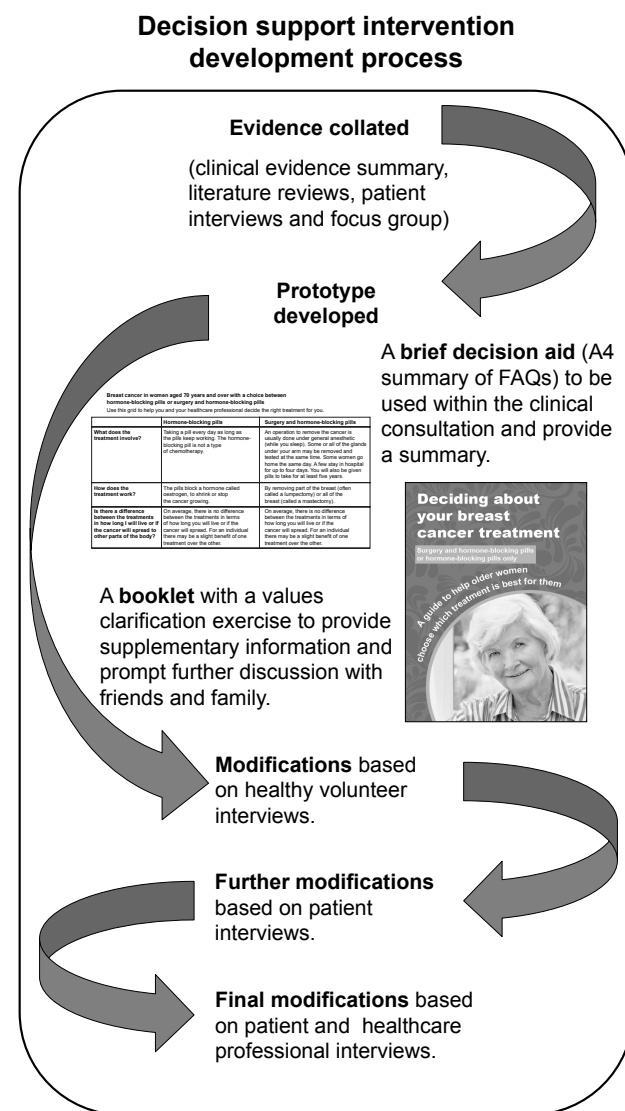 Decision support intervention
development process
Evidence collated
(clinical evidence summary,
literature reviews, patient
interviews and focus group)
Prototype
developed
A brief decision aid (A4
summary of FAQs) to be
used within the clinical
consultation and provide
a summary.
Breast cancer in women aged 70 years and over with a choice between
hormone-blocking pills or surgery and hormone-blocking pills
Use this grid to help you and your healthcare professional decide the right treatment for you.
Hormone-blocking pills
Surgery and hormone-blocking pills
What does the
treatment involve?
Taking a pill every day as long as
the pills keep working. The hormone-
blocking pill is not a type
of chemotherapy.
An operation to remove the cancer is
usually done under general anesthetic
(while you sleep). Some or all of the glands
under your arm may be removed and
tested at the same time. Some women go
home the same day. A few stay in hospital
for up to four days. You will also be given
pills to take for at least five years.
How does the
treatment work?
The pills block a hormone called
oestrogen, to shrink or stop
the cancer growing.
By removing part of the breast (often
called a lumpectomy) or all of the
breast (called a mastectomy).
Is there a difference
between the treatments
in how long I will live or if
the cancer will spread to
other parts of the body?
On average, there is no difference
between the treatments in terms
of how long you will live or if the
cancer will spread. For an individual
there may be a slight benefit of one
treatment over the other.
On average, there is no difference
between the treatments in terms of
how long you will live or if the
cancer will spread. For an individual
there may be a slight benefit of one
treatment over the other.
Deciding about
your breast
cancer treatment
Surgery and hormone-blocking pills
or hormone-blocking pills only
A guide to help older women
choose which treatment is best for them
A booklet with a values
clarification exercise to provide
supplementary information and
prompt further discussion with
friends and family.
Modifications based
on healthy volunteer
interviews.
Further modifications
based on patient
interviews.
Final modifications based
on patient and healthcare
professional interviews.